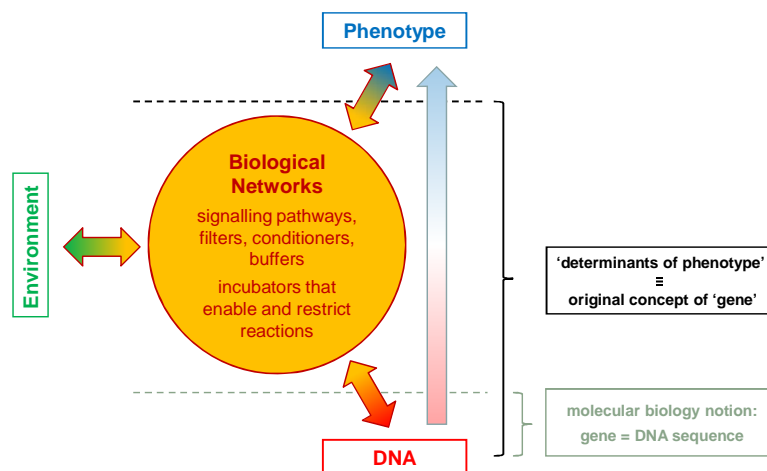 Phenotype
Biological
Networks
signalling pathways,
filters, conditioners,
buffers
incubators that
enable and restrict
reactions
Environment
‘determinants of phenotype’
≡
original concept of ‘gene’
molecular biology notion:
gene = DNA sequence
DNA